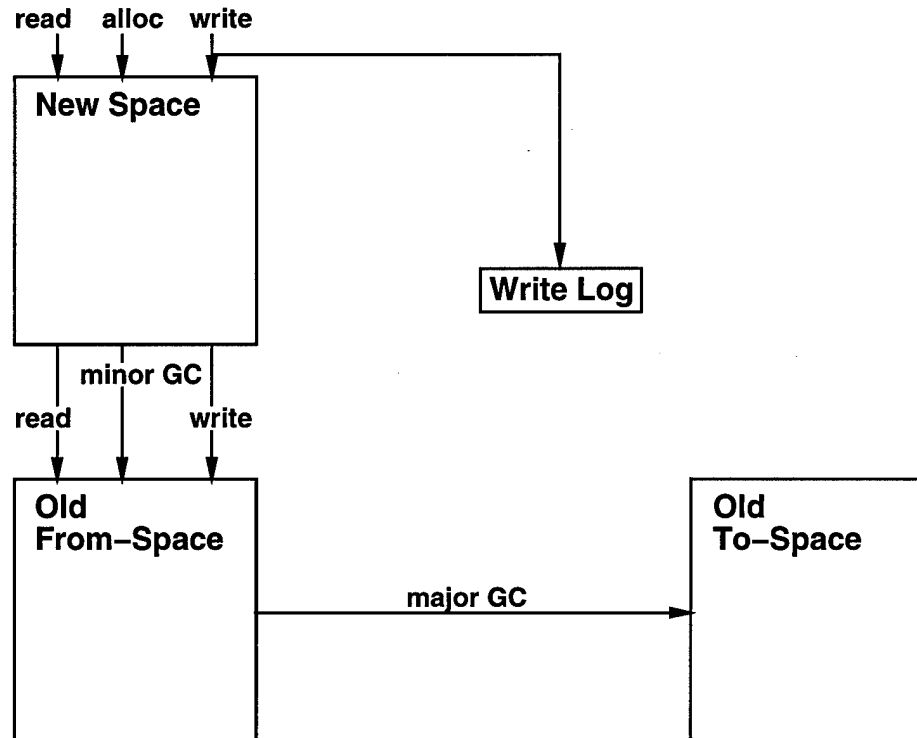 read alloc write
New Space
Write Log
minor GC
read write
Old
From–Space
Old
To–Space
major GC